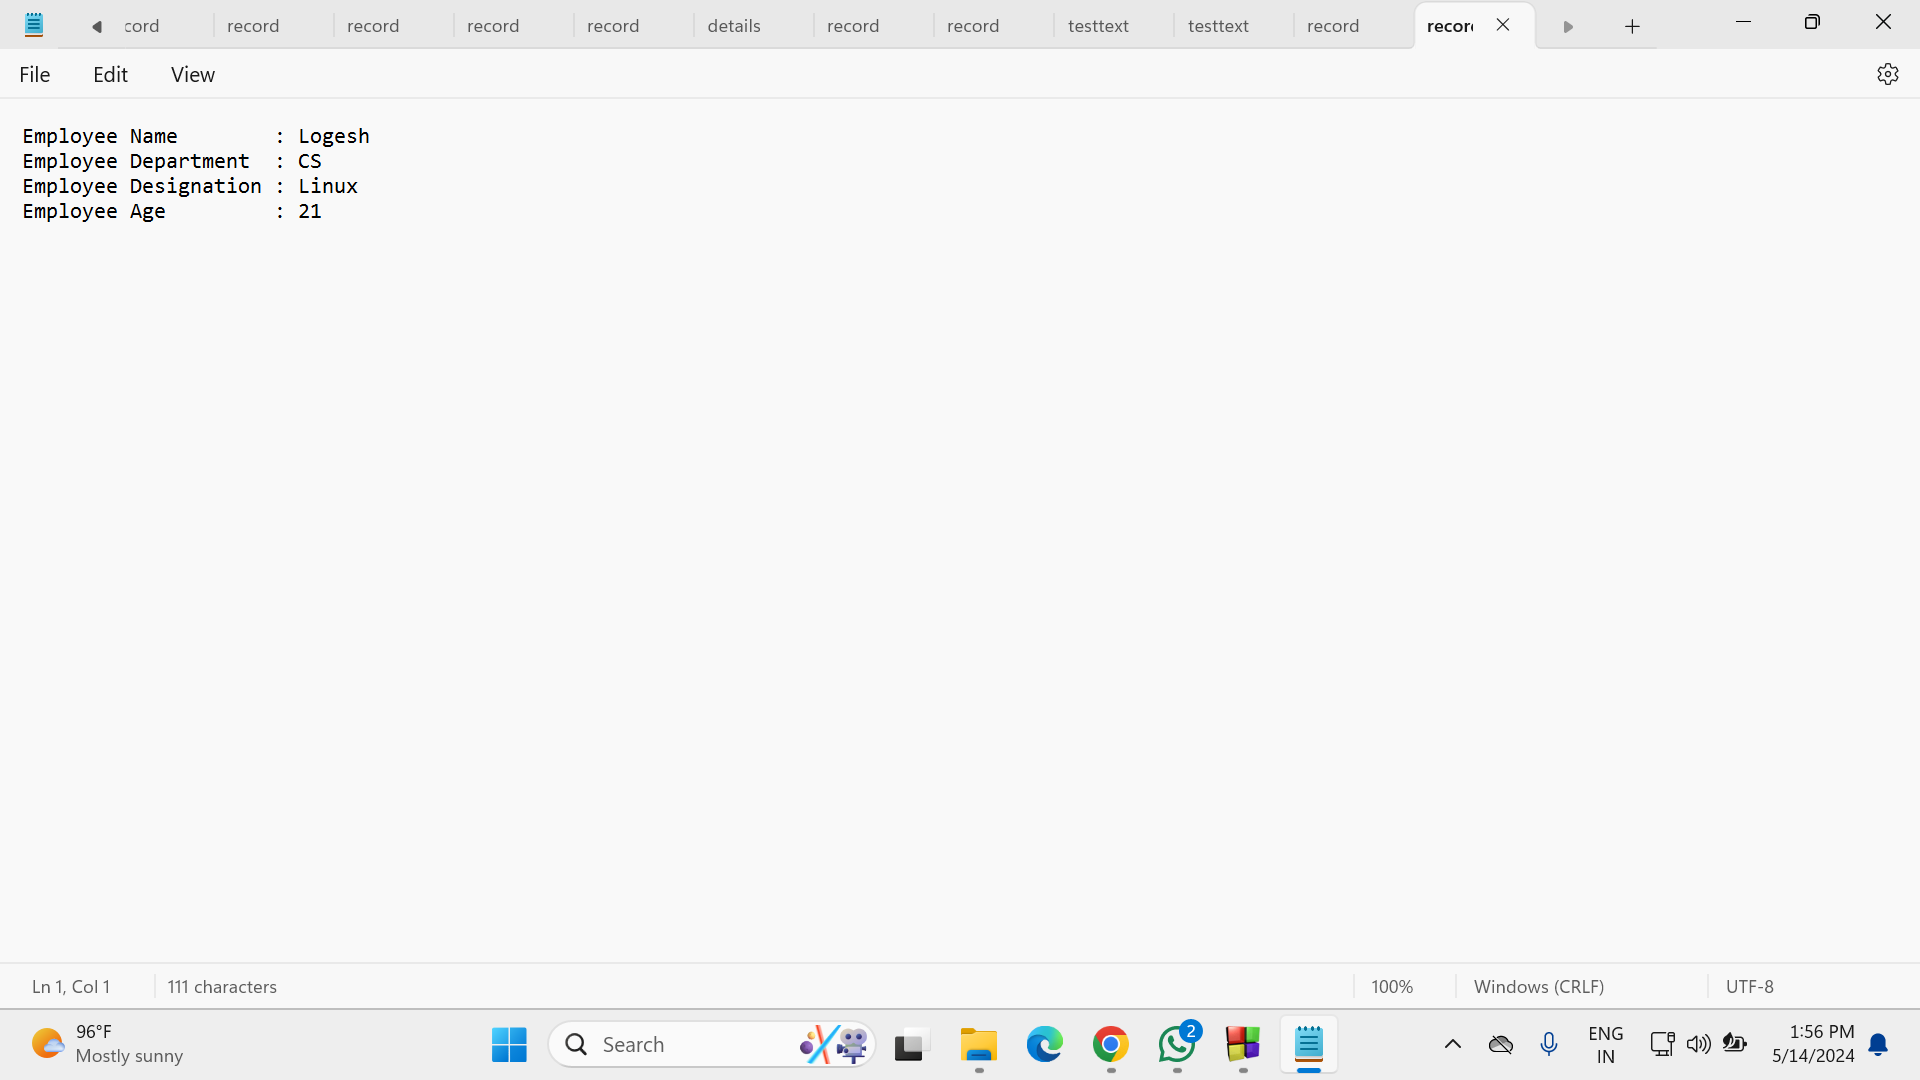 cord record record record record details record record testtext testtext record recor
File Edit View
Employee Name        : Logesh
Employee Department  : CS
Employee Designation : Linux
Employee Age         : 21
Ln 1, Col 1 111 characters 100% Windows (CRLF) UTF-8
96°F
Mostly sunny
Search
2
ENG
IN
1:56 PM
5/14/2024